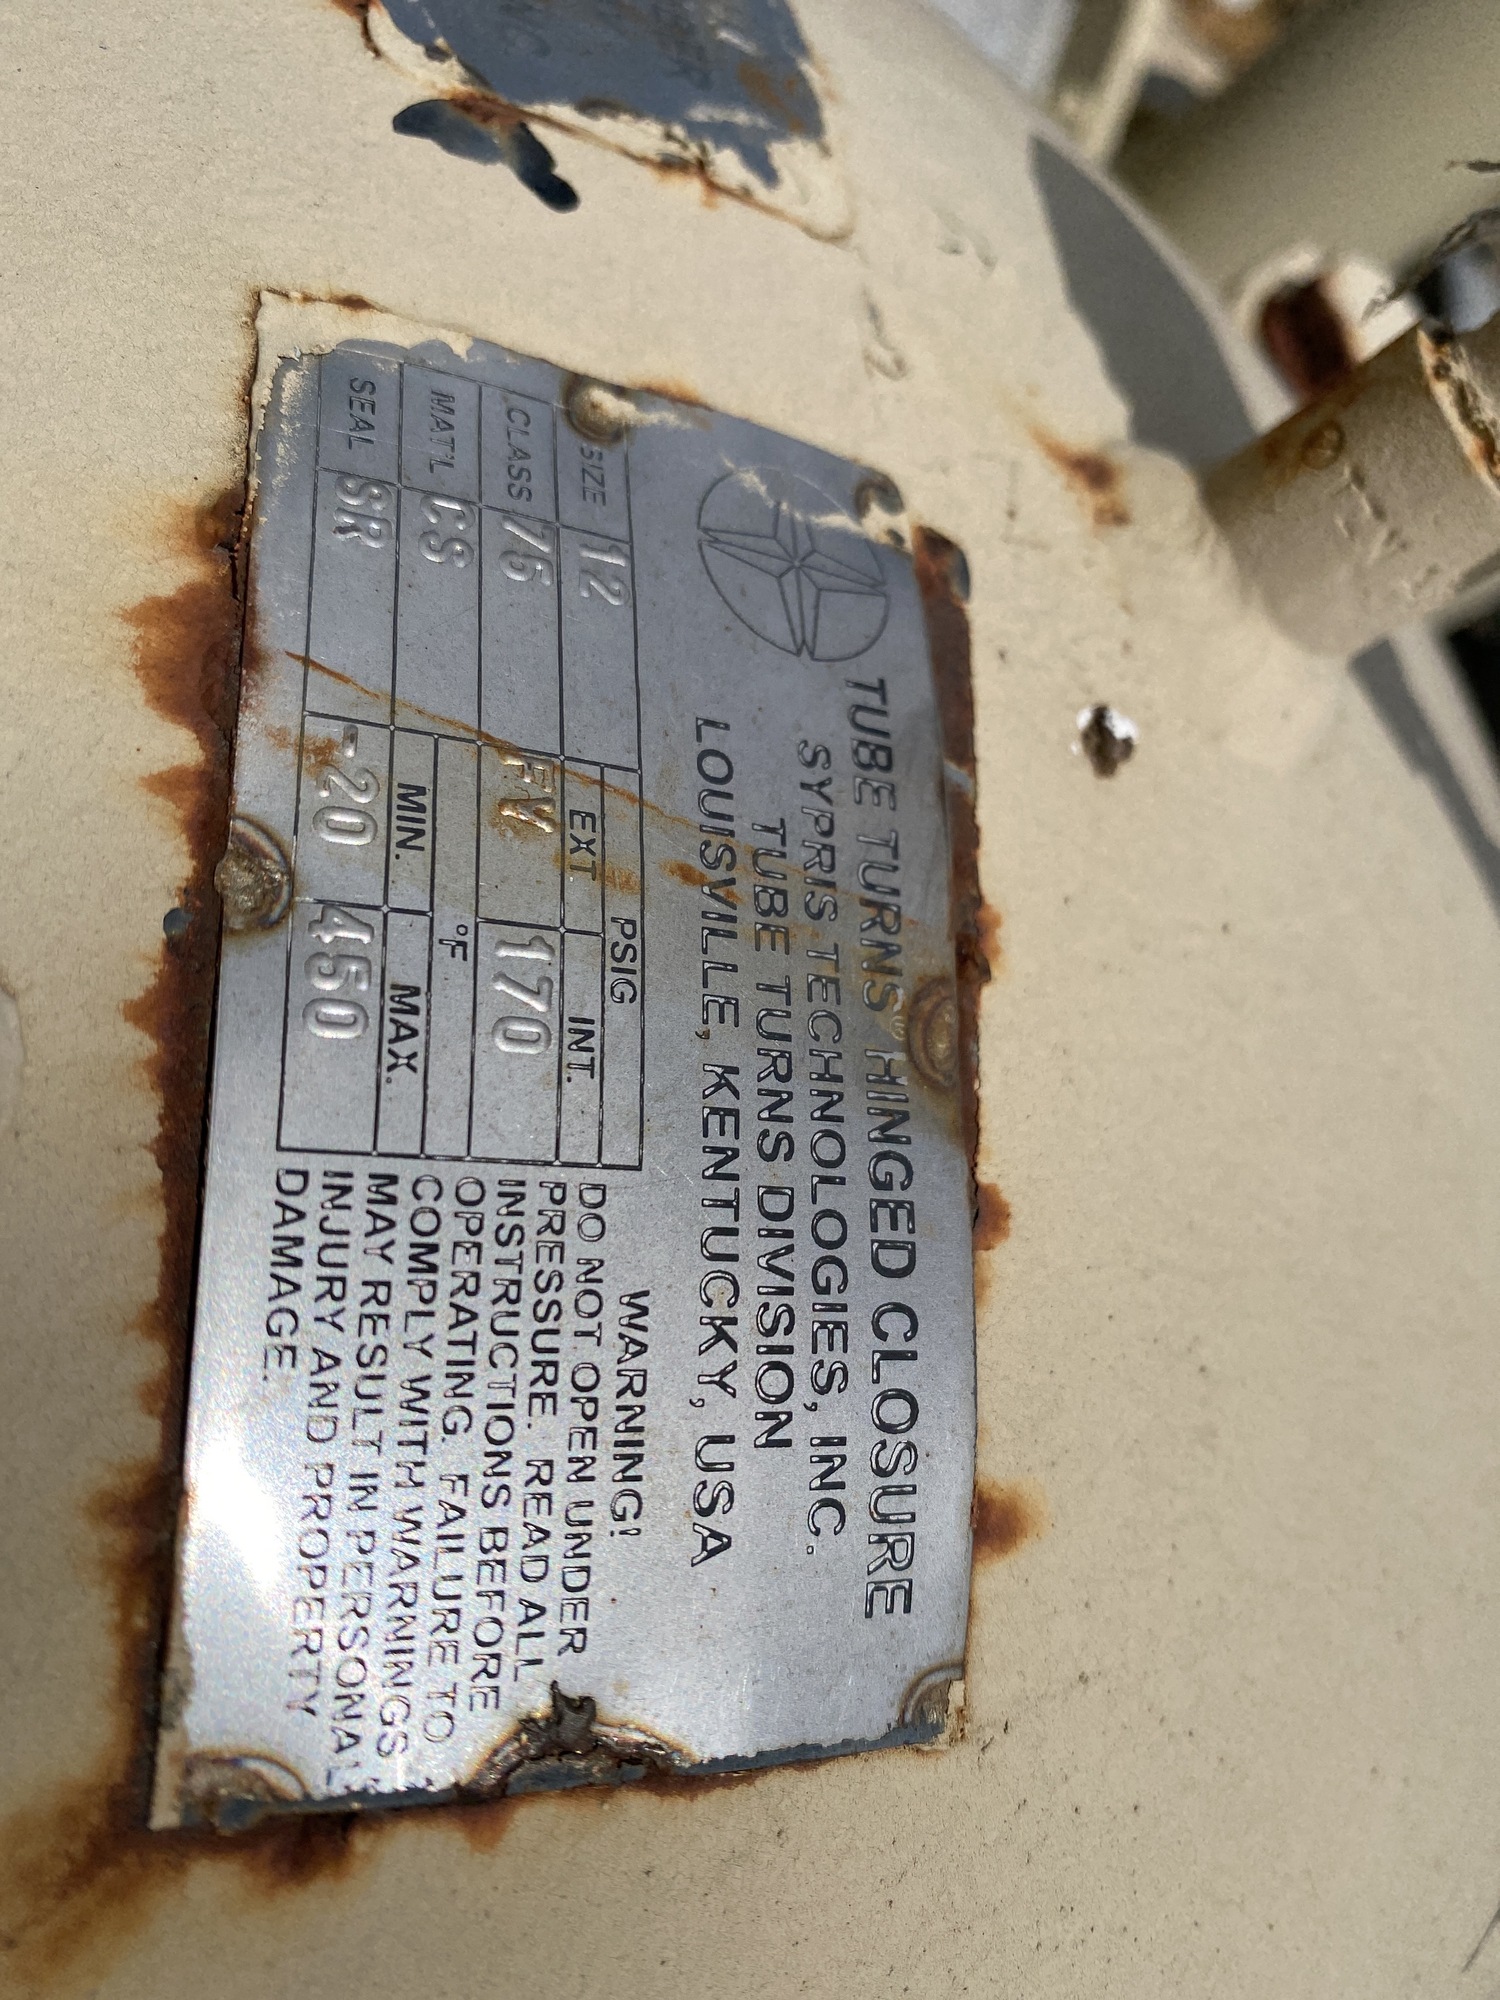 TUBE TURNS® HINGED CLOSURE
SYPRIS TECHNOLOGIES, INC.
TUBE TURNS DIVISION
LOUISVILLE, KENTUCKY, USA
PSIG
SIZE 12 EXT INT.
CLASS 76 FV 170
°F
MAT'L CS MIN. MAX.
SEAL SR -20 450
WARNING!
DO NOT OPEN UNDER
PRESSURE. READ ALL
INSTRUCTIONS BEFORE
OPERATING. FAILURE TO
COMPLY WITH WARNINGS
MAY RESULT IN PERSONAL
INJURY AND PROPERTY
DAMAGE.